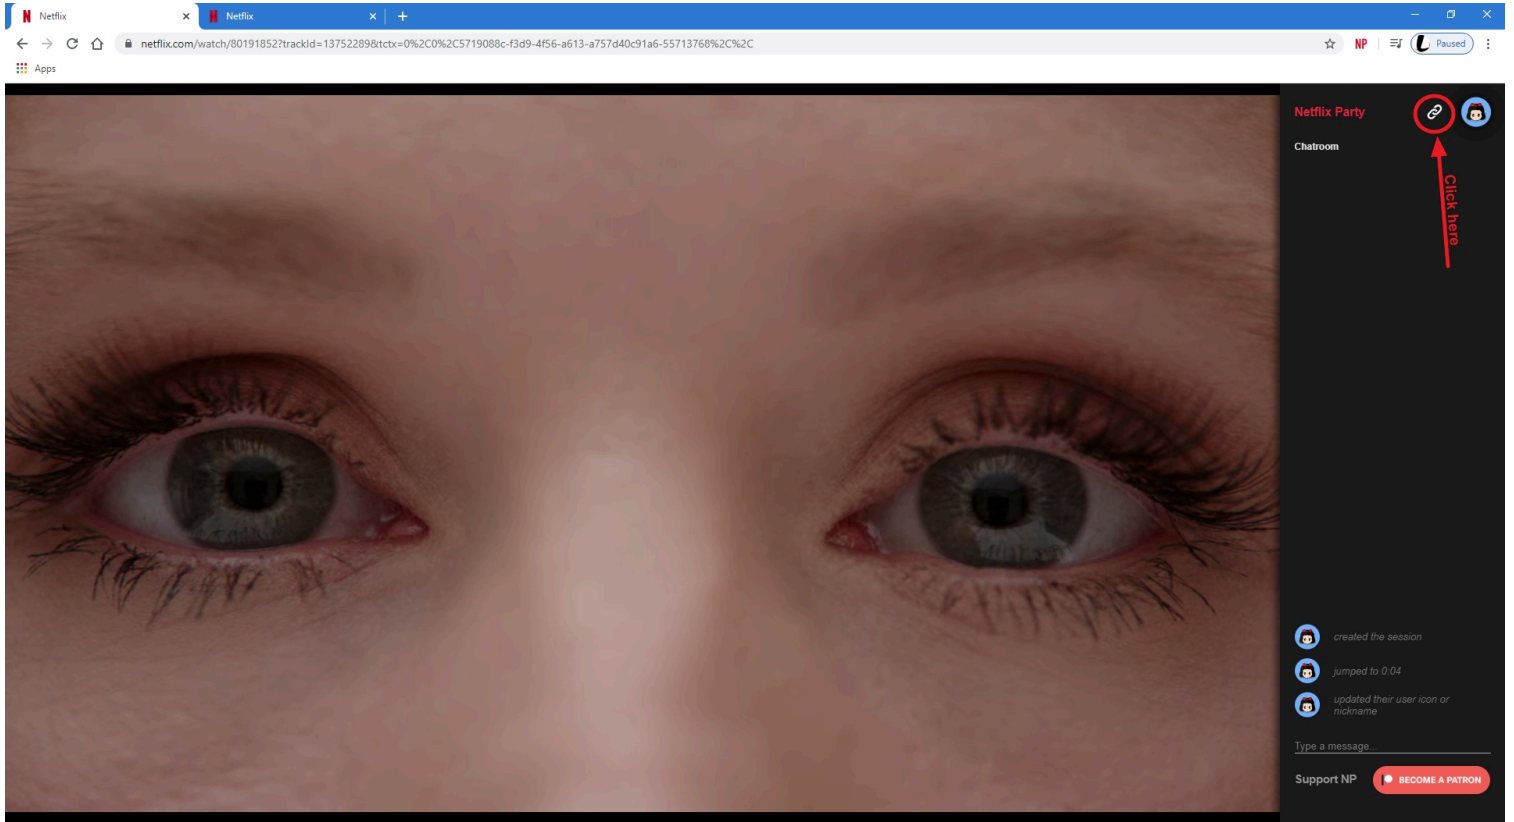 Netflix
Netflix
netflix.com/watch/80191852?trackId=13752289&tctx=0%2C0%2C5719088c-f3d9-4f56-a613-a757d40c91a6-55713768%2C%2C
NP
Paused
Apps
Netflix Party
Chatroom
Click here
created the session
jumped to 0:04
updated their user icon or
nickname
Type a message...
Support NP
BECOME A PATRON